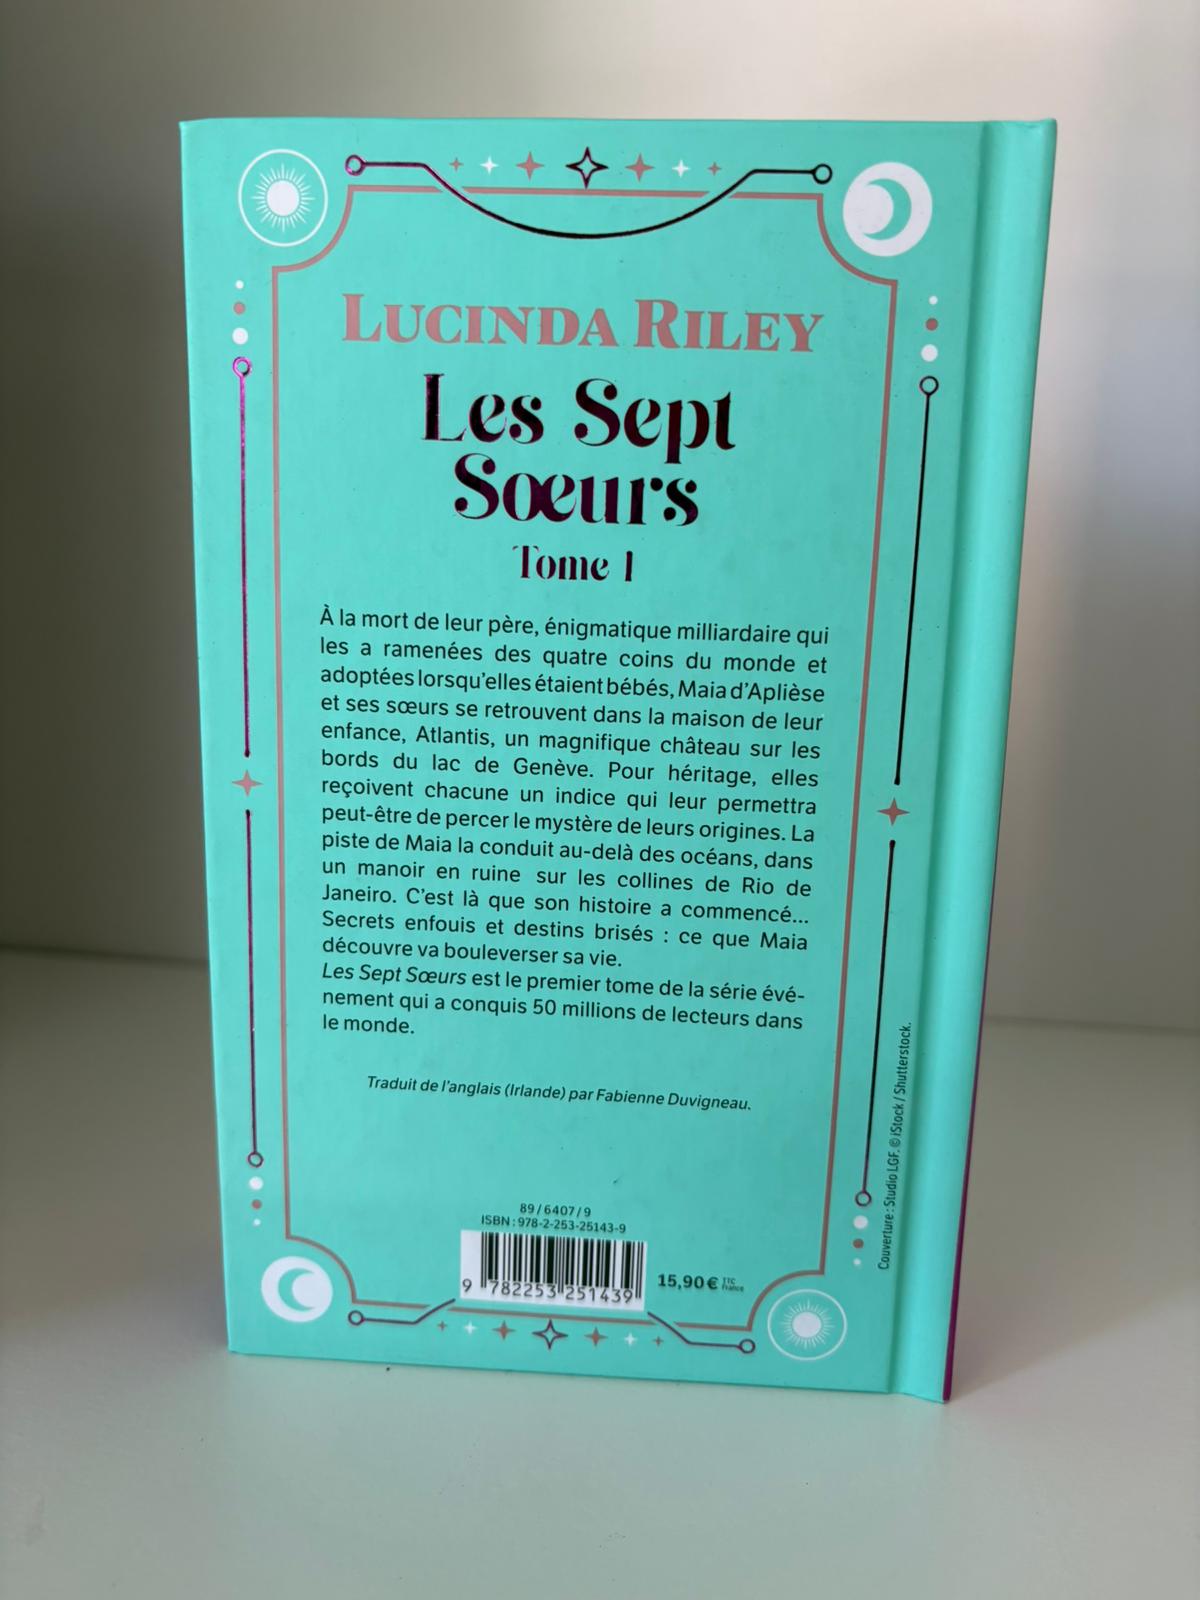 LUCINDA RILEY
Les Sept
Sœurs
Tome 1
À la mort de leur père, énigmatique milliardaire qui
les a ramenées des quatre coins du monde et
adoptées lorsqu'elles étaient bébés, Maia d'Aplièse
et ses sœurs se retrouvent dans la maison de leur
enfance, Atlantis, un magnifique château sur les
bords du lac de Genève. Pour héritage, elles
reçoivent chacune un indice qui leur permettra
peut-être de percer le mystère de leurs origines. La
piste de Maia la conduit au-delà des océans, dans
un manoir en ruine sur les collines de Rio de
Janeiro. C'est là que son histoire a commencé...
Secrets enfouis et destins brisés : ce que Maia
découvre va bouleverser sa vie.
Les Sept Sœurs est le premier tome de la série évé-
nement qui a conquis 50 millions de lecteurs dans
le monde.
Traduit de l'anglais (Irlande) par Fabienne Duvigneau.
Couverture : Studio LGF. © iStock / Shutterstock.
89 / 6407 / 9
ISBN : 978-2-253-25143-9
9 782253 251439
15,90 € TTC
France